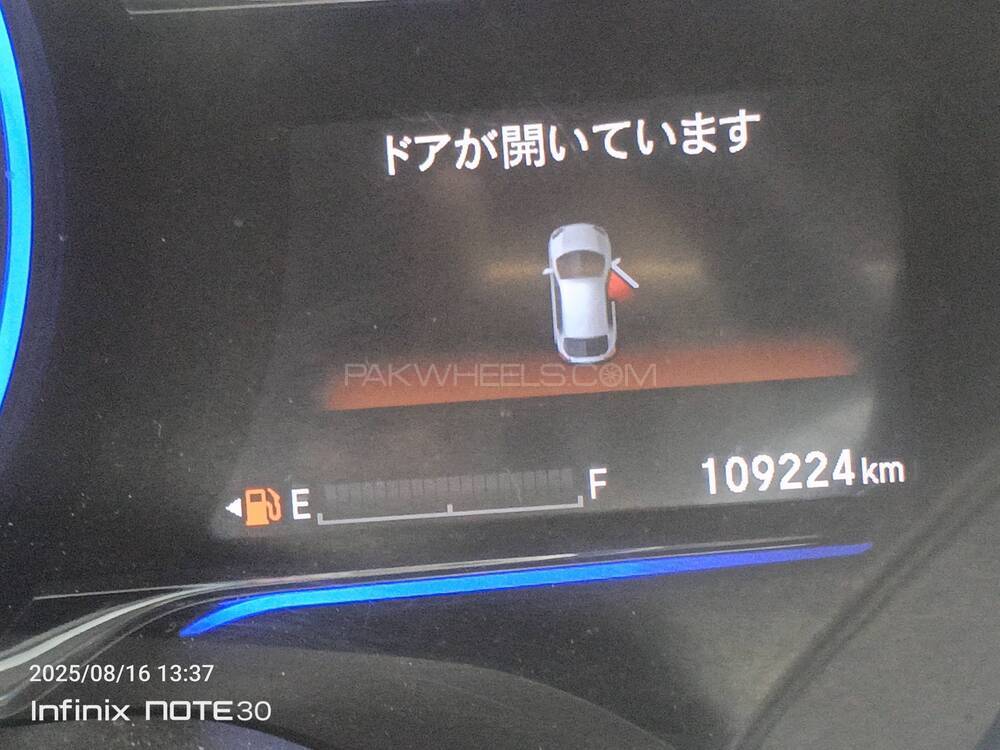 ドアが開いています
PAKWHEELS.COM
E F 109224km
2025/08/16 13:37
Infinix NOTE30